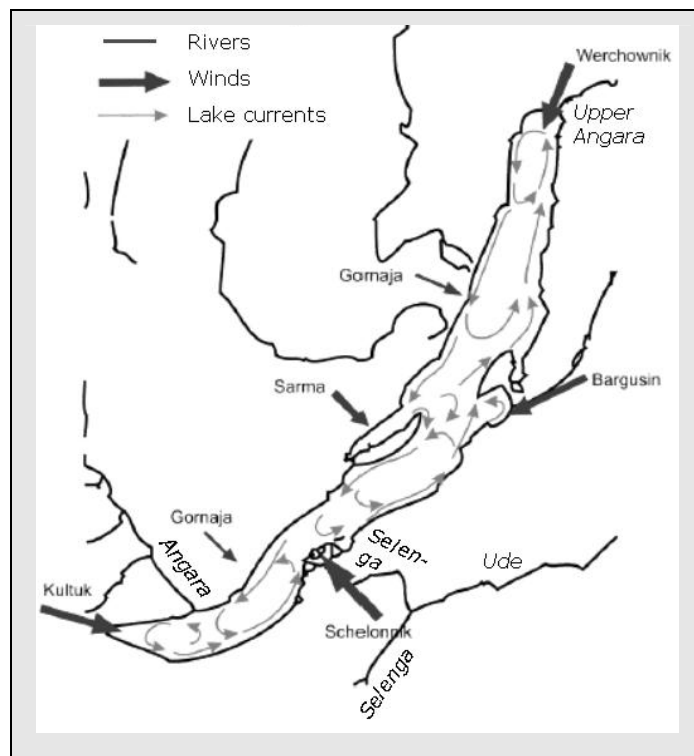 Rivers
Winds
Lake currents
Werchownik
Upper
Angara
Gornaja
Sarma
Bargusin
Gornaja
Angara
Selen-
ga
Ude
Kultuk
Schelonnik
Selenga